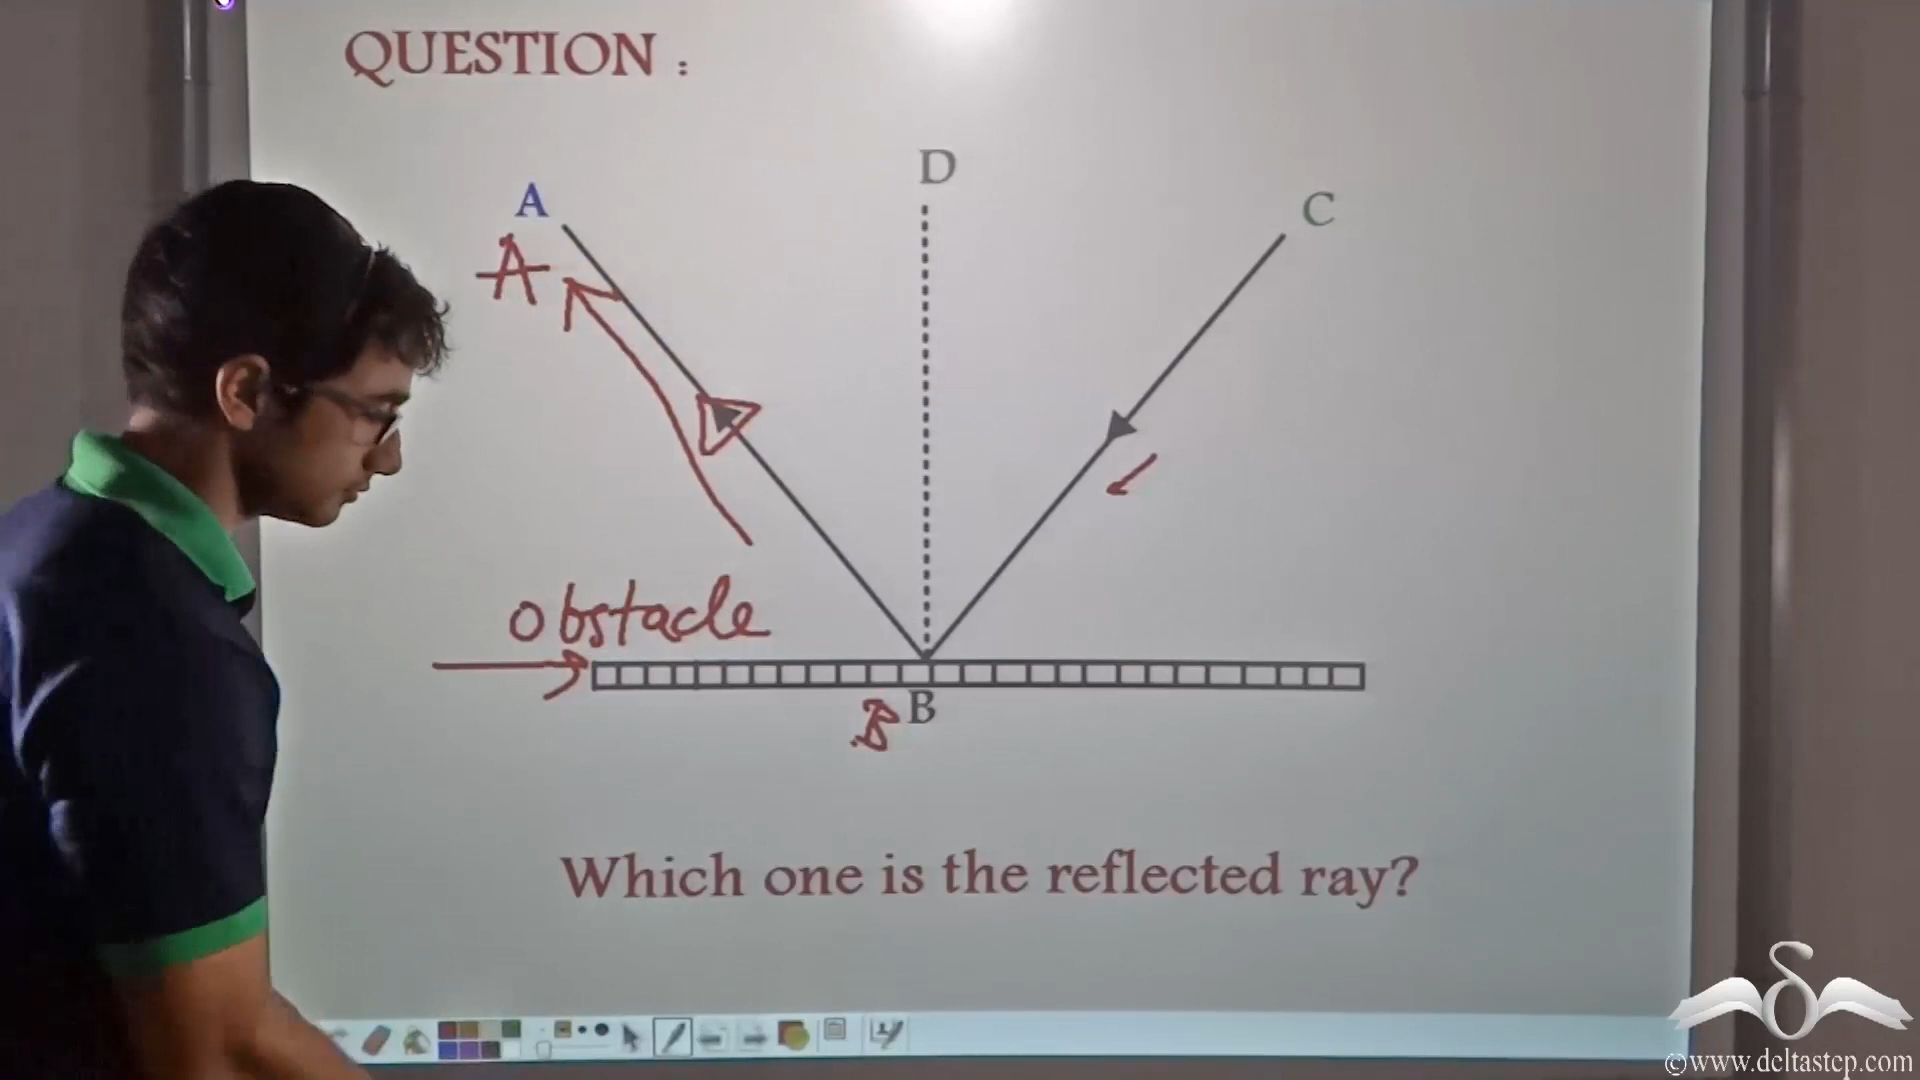 QUESTION :
D
A
C
A
obstacle
B
B
Which one is the reflected ray?
©www.deltastep.com